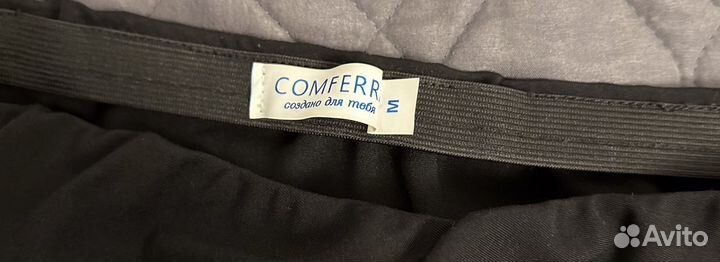 COMFERR
создано для тебя
M
Avito